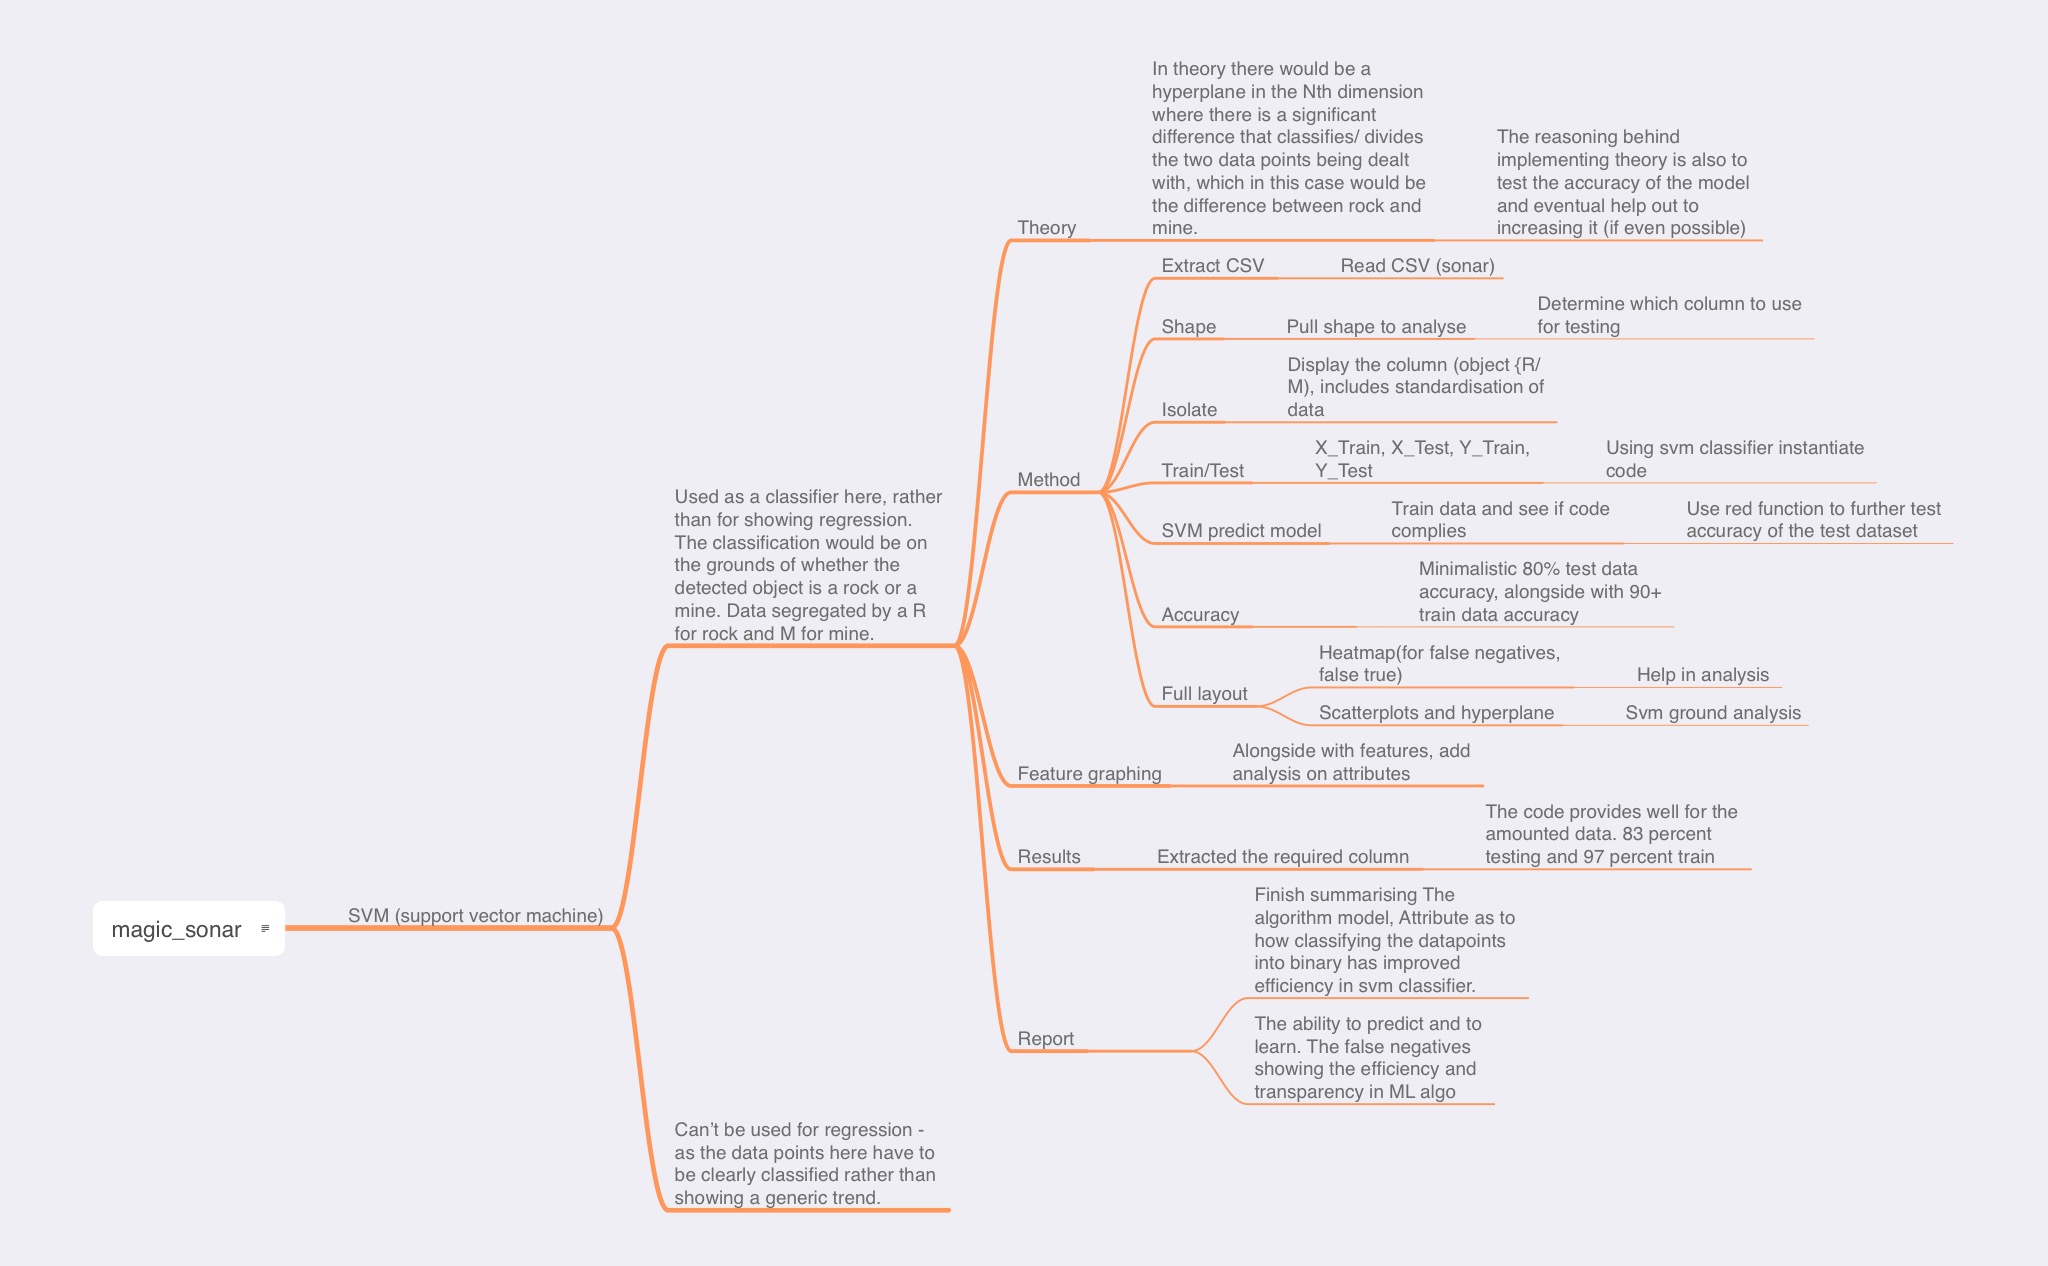 magic_sonar
SVM (support vector machine)
Used as a classifier here, rather
than for showing regression.
The classification would be on
the grounds of whether the
detected object is a rock or a
mine. Data segregated by a R
for rock and M for mine.
Theory
In theory there would be a
hyperplane in the Nth dimension
where there is a significant
difference that classifies/ divides
the two data points being dealt
with, which in this case would be
the difference between rock and
mine.
The reasoning behind
implementing theory is also to
test the accuracy of the model
and eventual help out to
increasing it (if even possible)
Method
Extract CSV
Read CSV (sonar)
Shape
Pull shape to analyse
Determine which column to use
for testing
Isolate
Display the column (object {R/
M), includes standardisation of
data
Train/Test
X_Train, X_Test, Y_Train,
Y_Test
Using svm classifier instantiate
code
SVM predict model
Train data and see if code
complies
Use red function to further test
accuracy of the test dataset
Accuracy
Minimalistic 80% test data
accuracy, alongside with 90+
train data accuracy
Full layout
Heatmap(for false negatives,
false true)
Help in analysis
Scatterplots and hyperplane
Svm ground analysis
Feature graphing
Alongside with features, add
analysis on attributes
Results
Extracted the required column
The code provides well for the
amounted data. 83 percent
testing and 97 percent train
Report
Finish summarising The
algorithm model, Attribute as to
how classifying the datapoints
into binary has improved
efficiency in svm classifier.
The ability to predict and to
learn. The false negatives
showing the efficiency and
transparency in ML algo
Can’t be used for regression -
as the data points here have to
be clearly classified rather than
showing a generic trend.